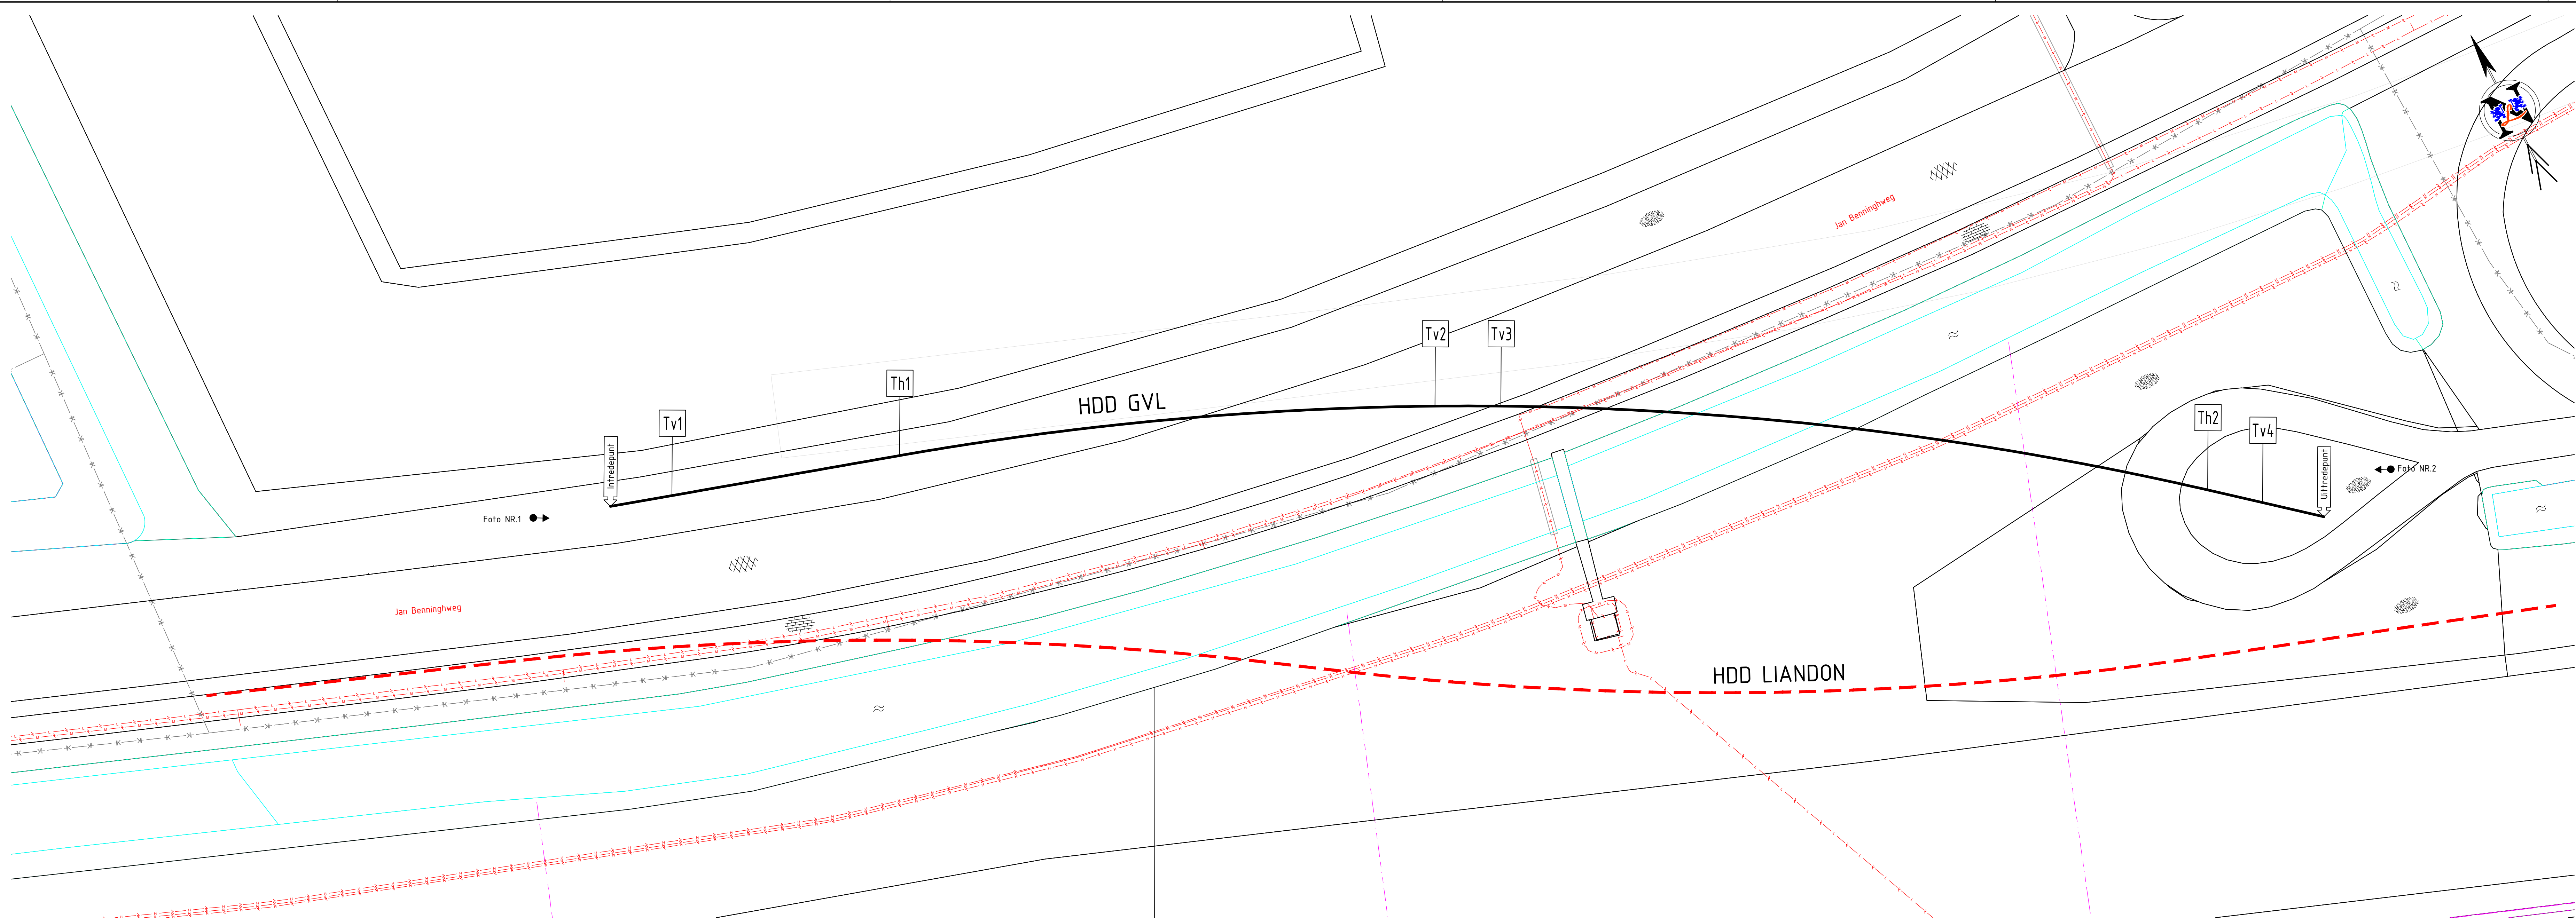 Jan Benninghweg
Tv2
Tv3
Th1
HDD GVL
Tv1
Th2
Tv4
Intredepunt
Uittredepunt
Foto NR.2
Foto NR.1
Jan Benninghweg
HDD LIANDON